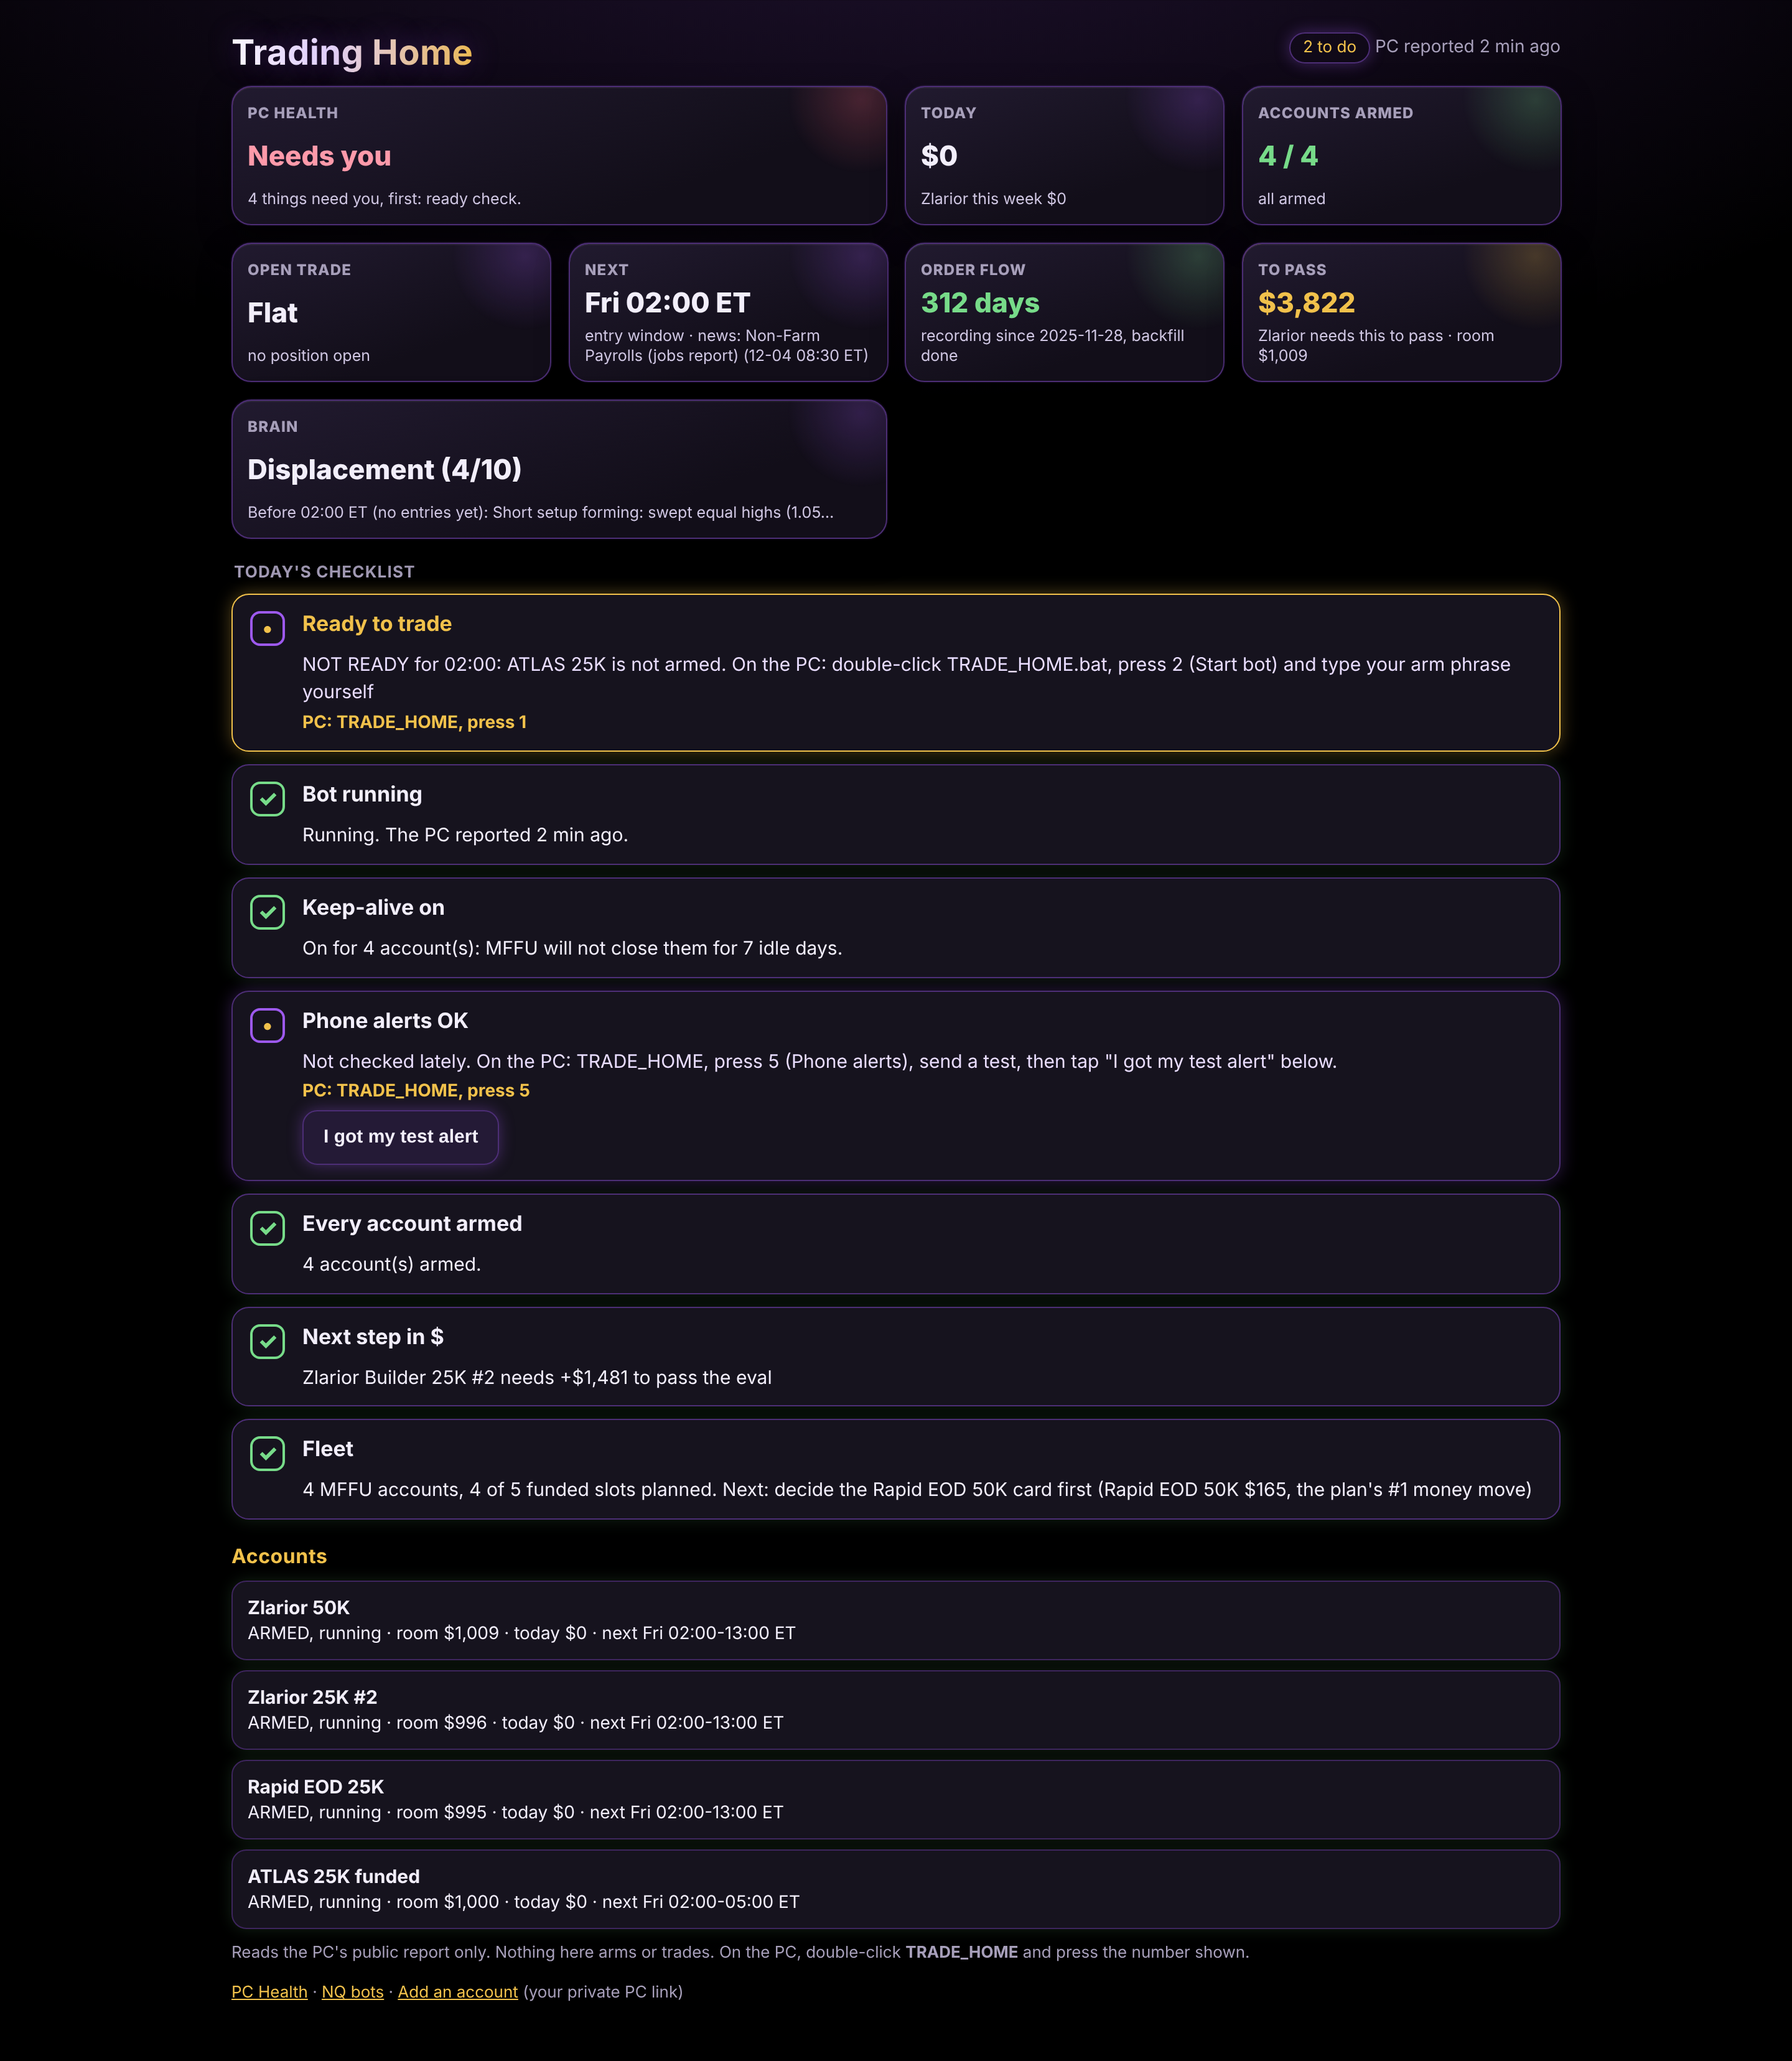 Trading Home
2 to do PC reported 2 min ago
PC HEALTH
Needs you
4 things need you, first: ready check.
TODAY
$0
Zlarior this week $0
ACCOUNTS ARMED
4 / 4
all armed
OPEN TRADE
Flat
no position open
NEXT
Fri 02:00 ET
entry window · news: Non-Farm
Payrolls (jobs report) (12-04 08:30 ET)
ORDER FLOW
312 days
recording since 2025-11-28, backfill
done
TO PASS
$3,822
Zlarior needs this to pass · room
$1,009
BRAIN
Displacement (4/10)
Before 02:00 ET (no entries yet): Short setup forming: swept equal highs (1.05...
TODAY'S CHECKLIST
Ready to trade
NOT READY for 02:00: ATLAS 25K is not armed. On the PC: double-click TRADE_HOME.bat, press 2 (Start bot) and type your arm phrase
yourself
PC: TRADE_HOME, press 1
Bot running
Running. The PC reported 2 min ago.
Keep-alive on
On for 4 account(s): MFFU will not close them for 7 idle days.
Phone alerts OK
Not checked lately. On the PC: TRADE_HOME, press 5 (Phone alerts), send a test, then tap "I got my test alert" below.
PC: TRADE_HOME, press 5
I got my test alert
Every account armed
4 account(s) armed.
Next step in $
Zlarior Builder 25K #2 needs +$1,481 to pass the eval
Fleet
4 MFFU accounts, 4 of 5 funded slots planned. Next: decide the Rapid EOD 50K card first (Rapid EOD 50K $165, the plan's #1 money move)
Accounts
Zlarior 50K
ARMED, running · room $1,009 · today $0 · next Fri 02:00-13:00 ET
Zlarior 25K #2
ARMED, running · room $996 · today $0 · next Fri 02:00-13:00 ET
Rapid EOD 25K
ARMED, running · room $995 · today $0 · next Fri 02:00-13:00 ET
ATLAS 25K funded
ARMED, running · room $1,000 · today $0 · next Fri 02:00-05:00 ET
Reads the PC's public report only. Nothing here arms or trades. On the PC, double-click TRADE_HOME and press the number shown.
PC Health · NQ bots · Add an account (your private PC link)